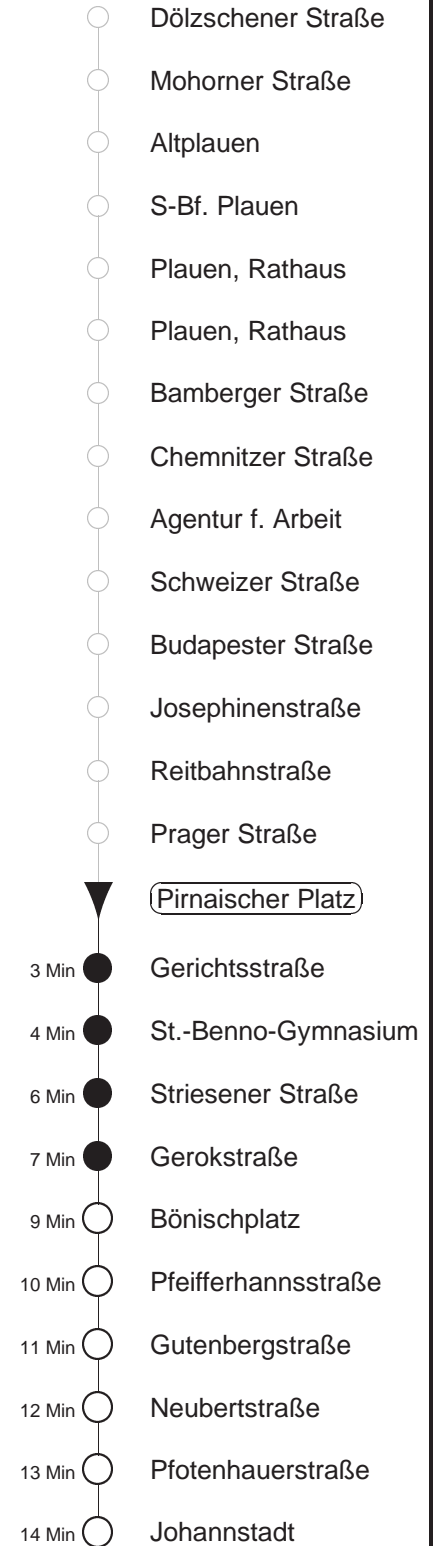 Dölzschener Straße
Mohorner Straße
Altplauen
S-Bf. Plauen
Plauen, Rathaus
Plauen, Rathaus
Bamberger Straße
Chemnitzer Straße
Agentur f. Arbeit
Schweizer Straße
Budapester Straße
Josephinenstraße
Reitbahnstraße
Prager Straße
Pirnaischer Platz
3 Min Gerichtsstraße
4 Min St.-Benno-Gymnasium
6 Min Striesener Straße
7 Min Gerokstraße
9 Min Bönischplatz
10 Min Pfeifferhannsstraße
11 Min Gutenbergstraße
12 Min Neubertstraße
13 Min Pfotenhauerstraße
14 Min Johannstadt